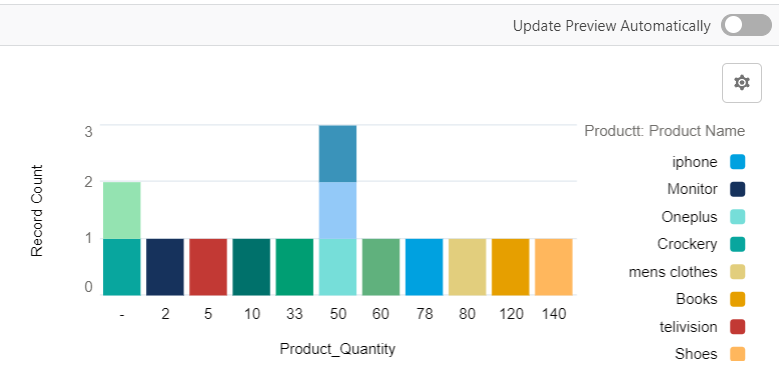 Update Preview Automatically
Productt: Product Name
iphone
Monitor
Oneplus
Crockery
mens clothes
Books
telivision
Shoes
Record Count
3
2
1
0
- 2 5 10 33 50 60 78 80 120 140
Product_Quantity